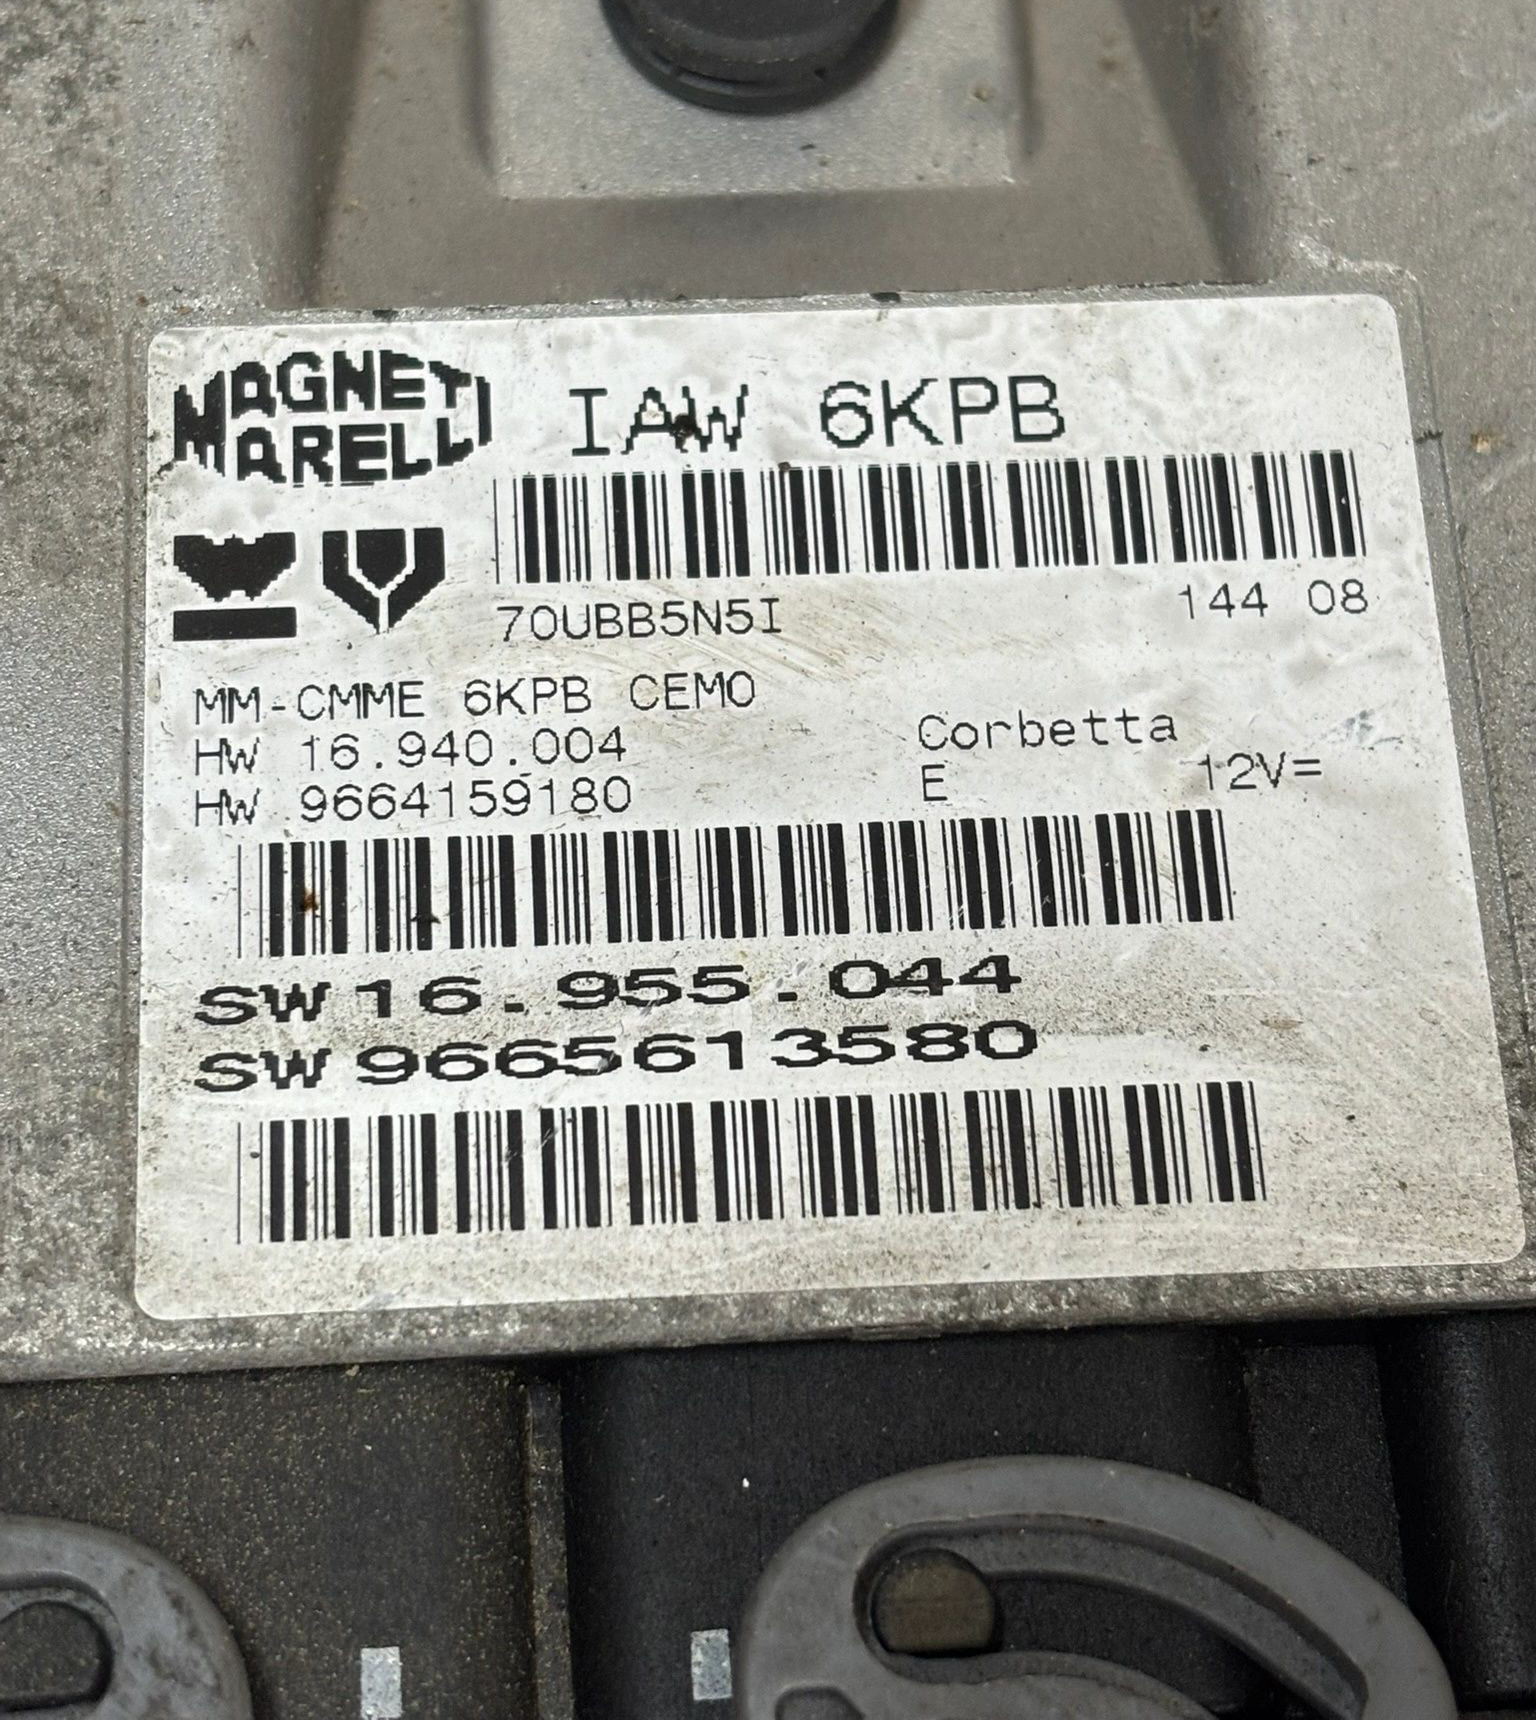 MAGNETI MARELLI
IAW 6KPB
70UBB5N5I 144 08
MM-CMME 6KPB CEMO
HW 16.940.004 Corbetta
HW 9664159180 E 12V=
SW 16.955.044
SW 9665613580